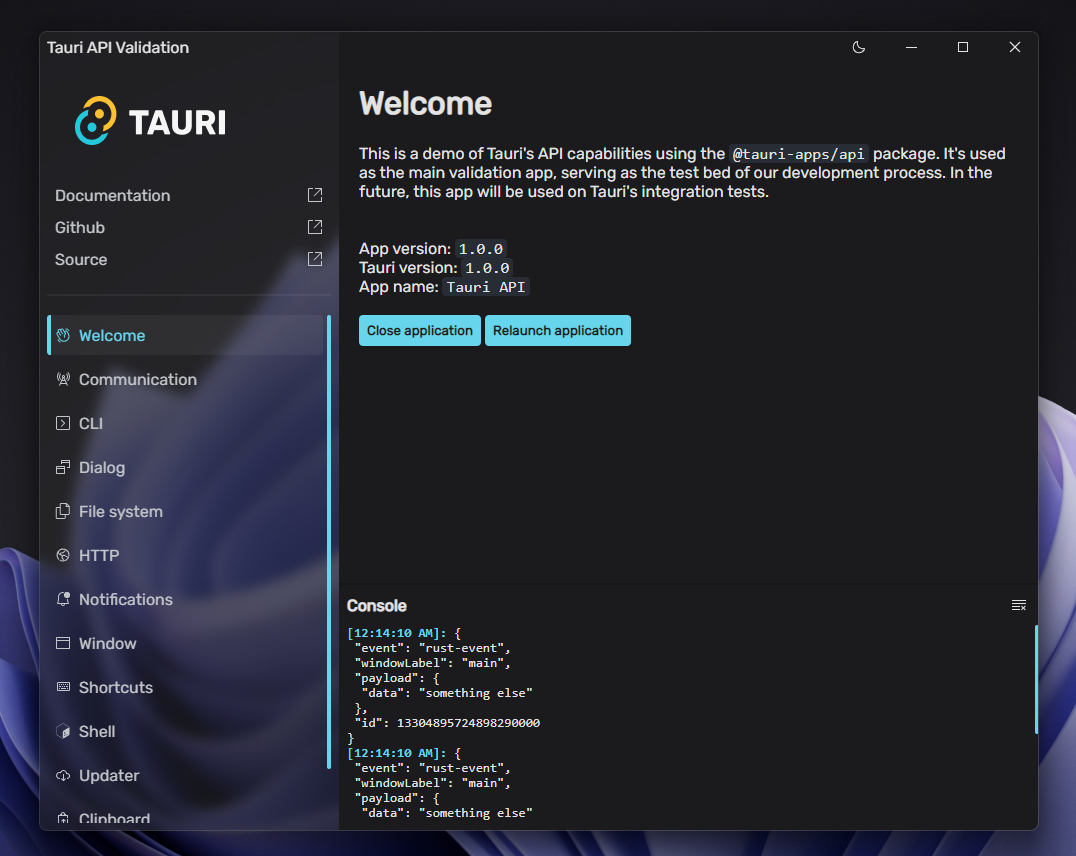 Tauri API Validation
TAURI
Documentation
Github
Source
Welcome
Communication
CLI
Dialog
File system
HTTP
Notifications
Window
Shortcuts
Shell
Updater
Clipboard
Welcome
This is a demo of Tauri's API capabilities using the @tauri-apps/api package. It's used
as the main validation app, serving as the test bed of our development process. In the
future, this app will be used on Tauri's integration tests.
App version: 1.0.0
Tauri version: 1.0.0
App name: Tauri API
Close application Relaunch application
Console
[12:14:10 AM]: {
"event": "rust-event",
"windowLabel": "main",
"payload": {
"data": "something else"
},
"id": 13304895724898290000
}
[12:14:10 AM]: {
"event": "rust-event",
"windowLabel": "main",
"payload": {
"data": "something else"